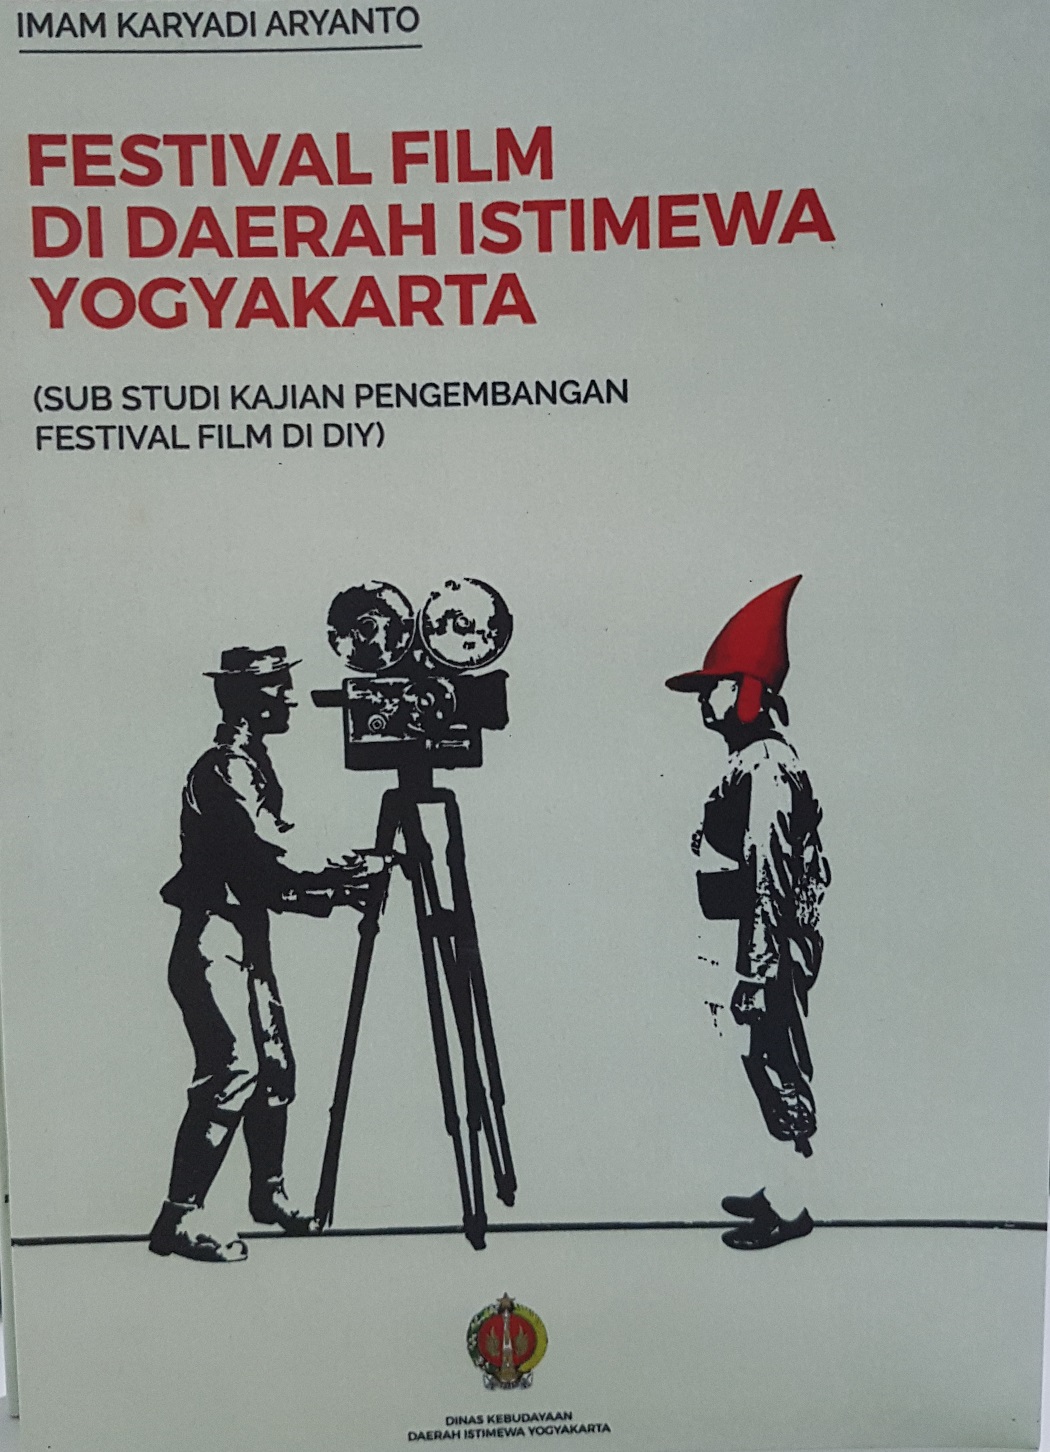 IMAM KARYADI ARYANTO
FESTIVAL FILM
DI DAERAH ISTIMEWA
YOGYAKARTA
(SUB STUDI KAJIAN PENGEMBANGAN
FESTIVAL FILM DI DIY)
DINAS KEBUDAYAAN
DAERAH ISTIMEWA YOGYAKARTA